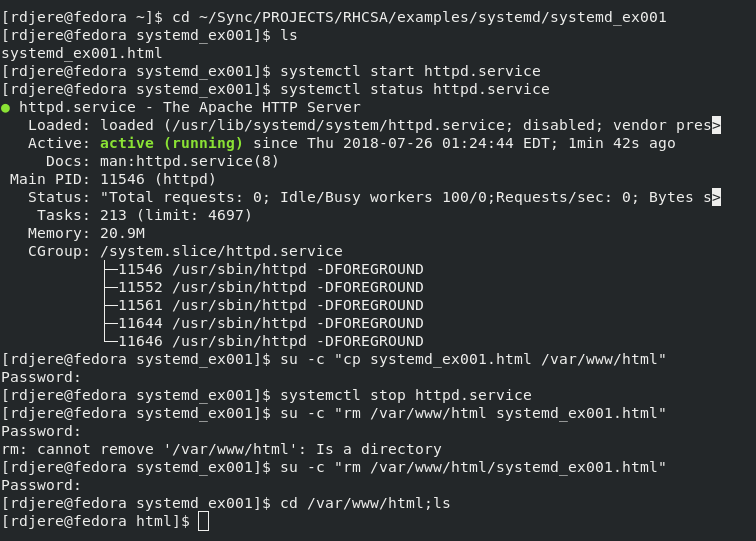 [rdjere@fedora ~]$ cd ~/Sync/PROJECTS/RHCSA/examples/systemd/systemd_ex001
[rdjere@fedora systemd_ex001]$ ls
systemd_ex001.html
[rdjere@fedora systemd_ex001]$ systemctl start httpd.service
[rdjere@fedora systemd_ex001]$ systemctl status httpd.service
● httpd.service - The Apache HTTP Server
   Loaded: loaded (/usr/lib/systemd/system/httpd.service; disabled; vendor pres>
   Active: active (running) since Thu 2018-07-26 01:24:44 EDT; 1min 42s ago
     Docs: man:httpd.service(8)
 Main PID: 11546 (httpd)
   Status: "Total requests: 0; Idle/Busy workers 100/0;Requests/sec: 0; Bytes s>
    Tasks: 213 (limit: 4697)
   Memory: 20.9M
   CGroup: /system.slice/httpd.service
           ├─11546 /usr/sbin/httpd -DFOREGROUND
           ├─11552 /usr/sbin/httpd -DFOREGROUND
           ├─11561 /usr/sbin/httpd -DFOREGROUND
           ├─11644 /usr/sbin/httpd -DFOREGROUND
           └─11646 /usr/sbin/httpd -DFOREGROUND
[rdjere@fedora systemd_ex001]$ su -c "cp systemd_ex001.html /var/www/html"
Password:
[rdjere@fedora systemd_ex001]$ systemctl stop httpd.service
[rdjere@fedora systemd_ex001]$ su -c "rm /var/www/html systemd_ex001.html"
Password:
rm: cannot remove '/var/www/html': Is a directory
[rdjere@fedora systemd_ex001]$ su -c "rm /var/www/html/systemd_ex001.html"
Password:
[rdjere@fedora systemd_ex001]$ cd /var/www/html;ls
[rdjere@fedora html]$